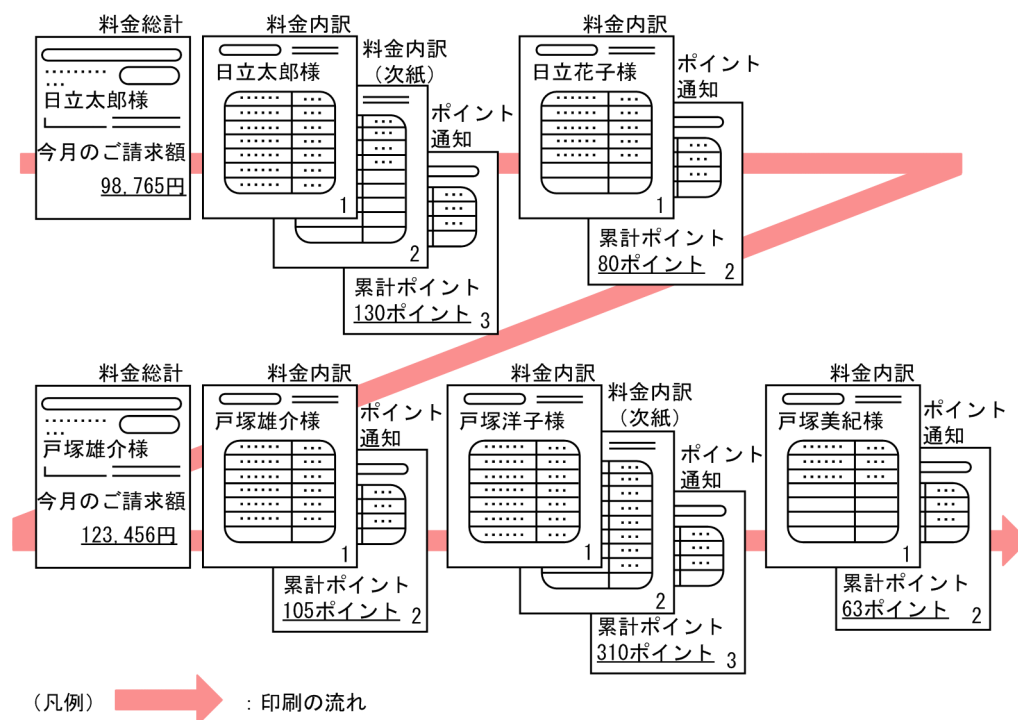 料金総計
日立太郎様
今月のご請求額
98,765円
料金内訳
日立太郎様
1
料金内訳
（次紙）
2
ポイント
通知
累計ポイント
130ポイント
3
料金内訳
日立花子様
1
ポイント
通知
累計ポイント
80ポイント
2
料金総計
戸塚雄介様
今月のご請求額
123,456円
料金内訳
戸塚雄介様
1
ポイント
通知
累計ポイント
105ポイント
2
料金内訳
戸塚洋子様
1
料金内訳
（次紙）
2
ポイント
通知
累計ポイント
310ポイント
3
料金内訳
戸塚美紀様
1
ポイント
通知
累計ポイント
63ポイント
2
（凡例）
：印刷の流れ